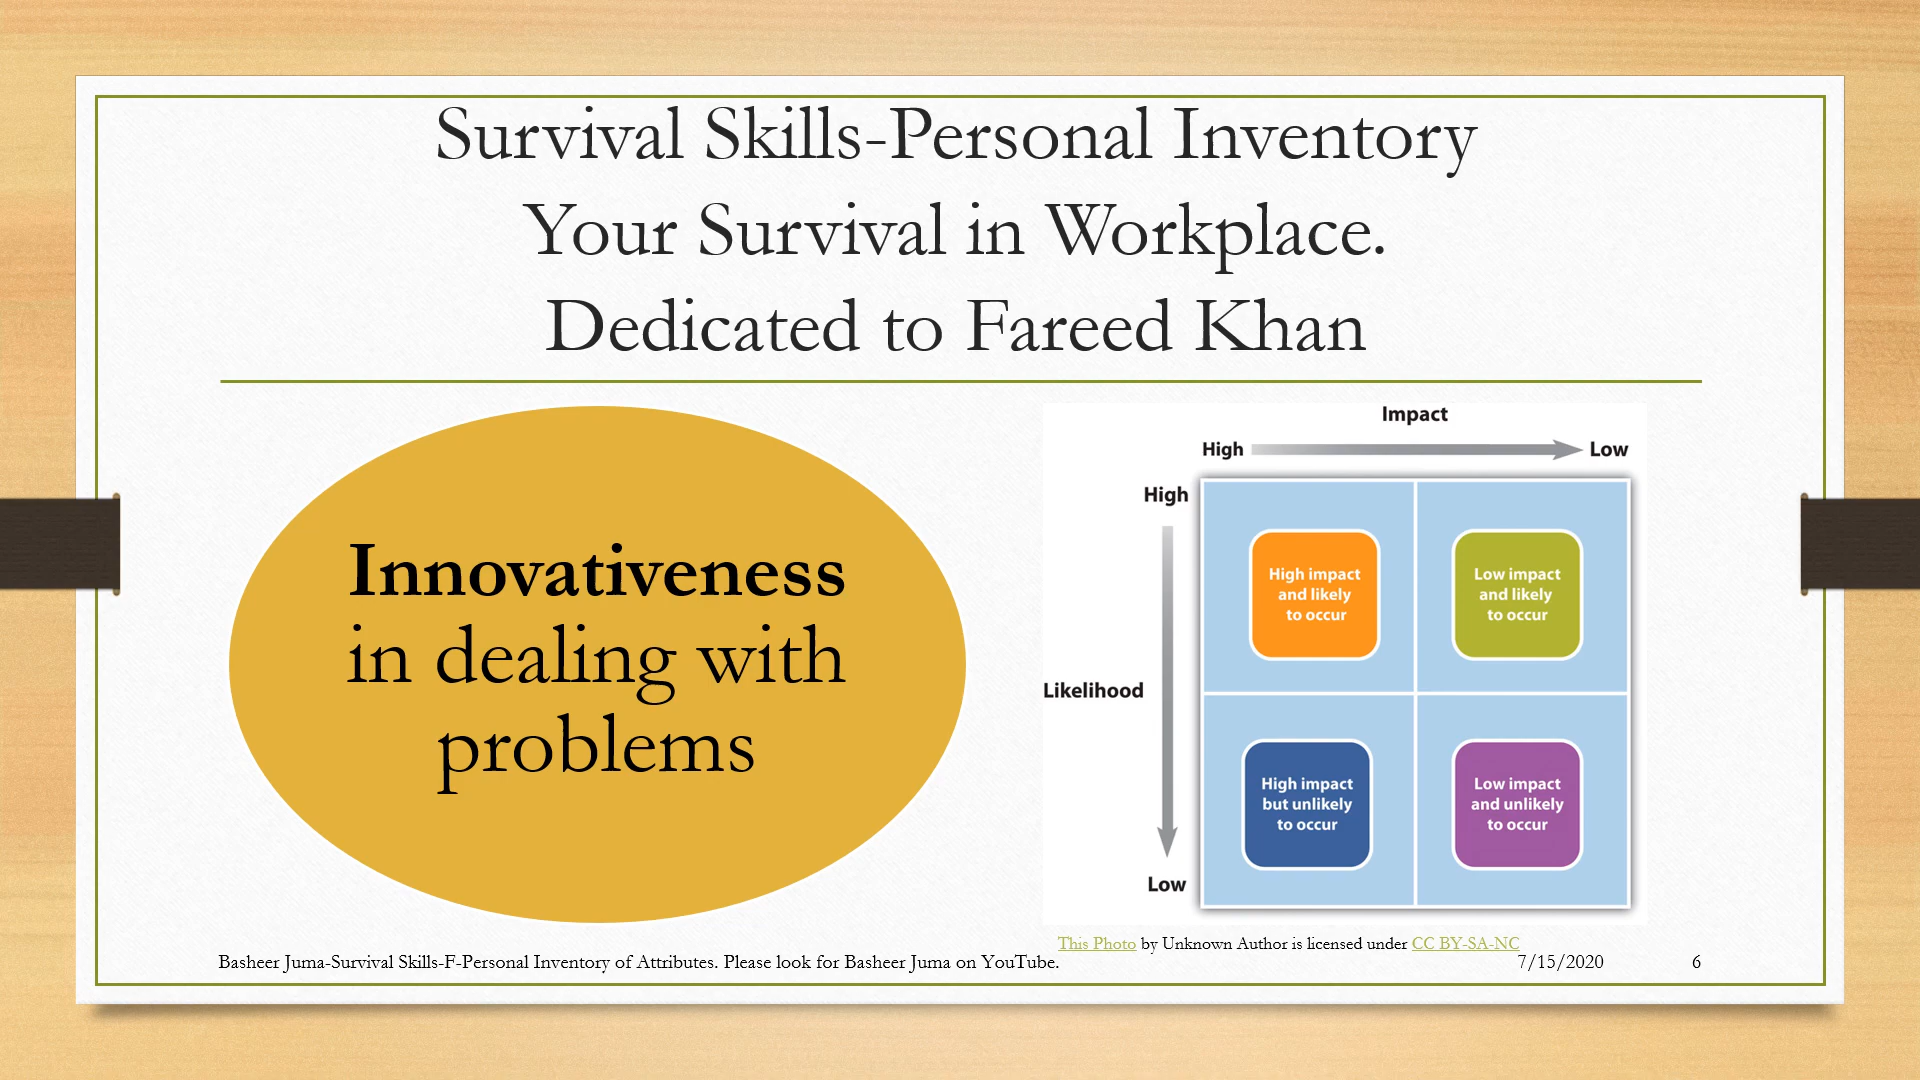 Survival Skills-Personal Inventory
Your Survival in Workplace.
Dedicated to Fareed Khan
Innovativeness
in dealing with
problems
Impact
High
Low
High
Likelihood
Low
High impact
and likely
to occur
Low impact
and likely
to occur
High impact
but unlikely
to occur
Low impact
and unlikely
to occur
This Photo by Unknown Author is licensed under CC BY-SA-NC
Basheer Juma-Survival Skills-F-Personal Inventory of Attributes. Please look for Basheer Juma on YouTube.
7/15/2020
6